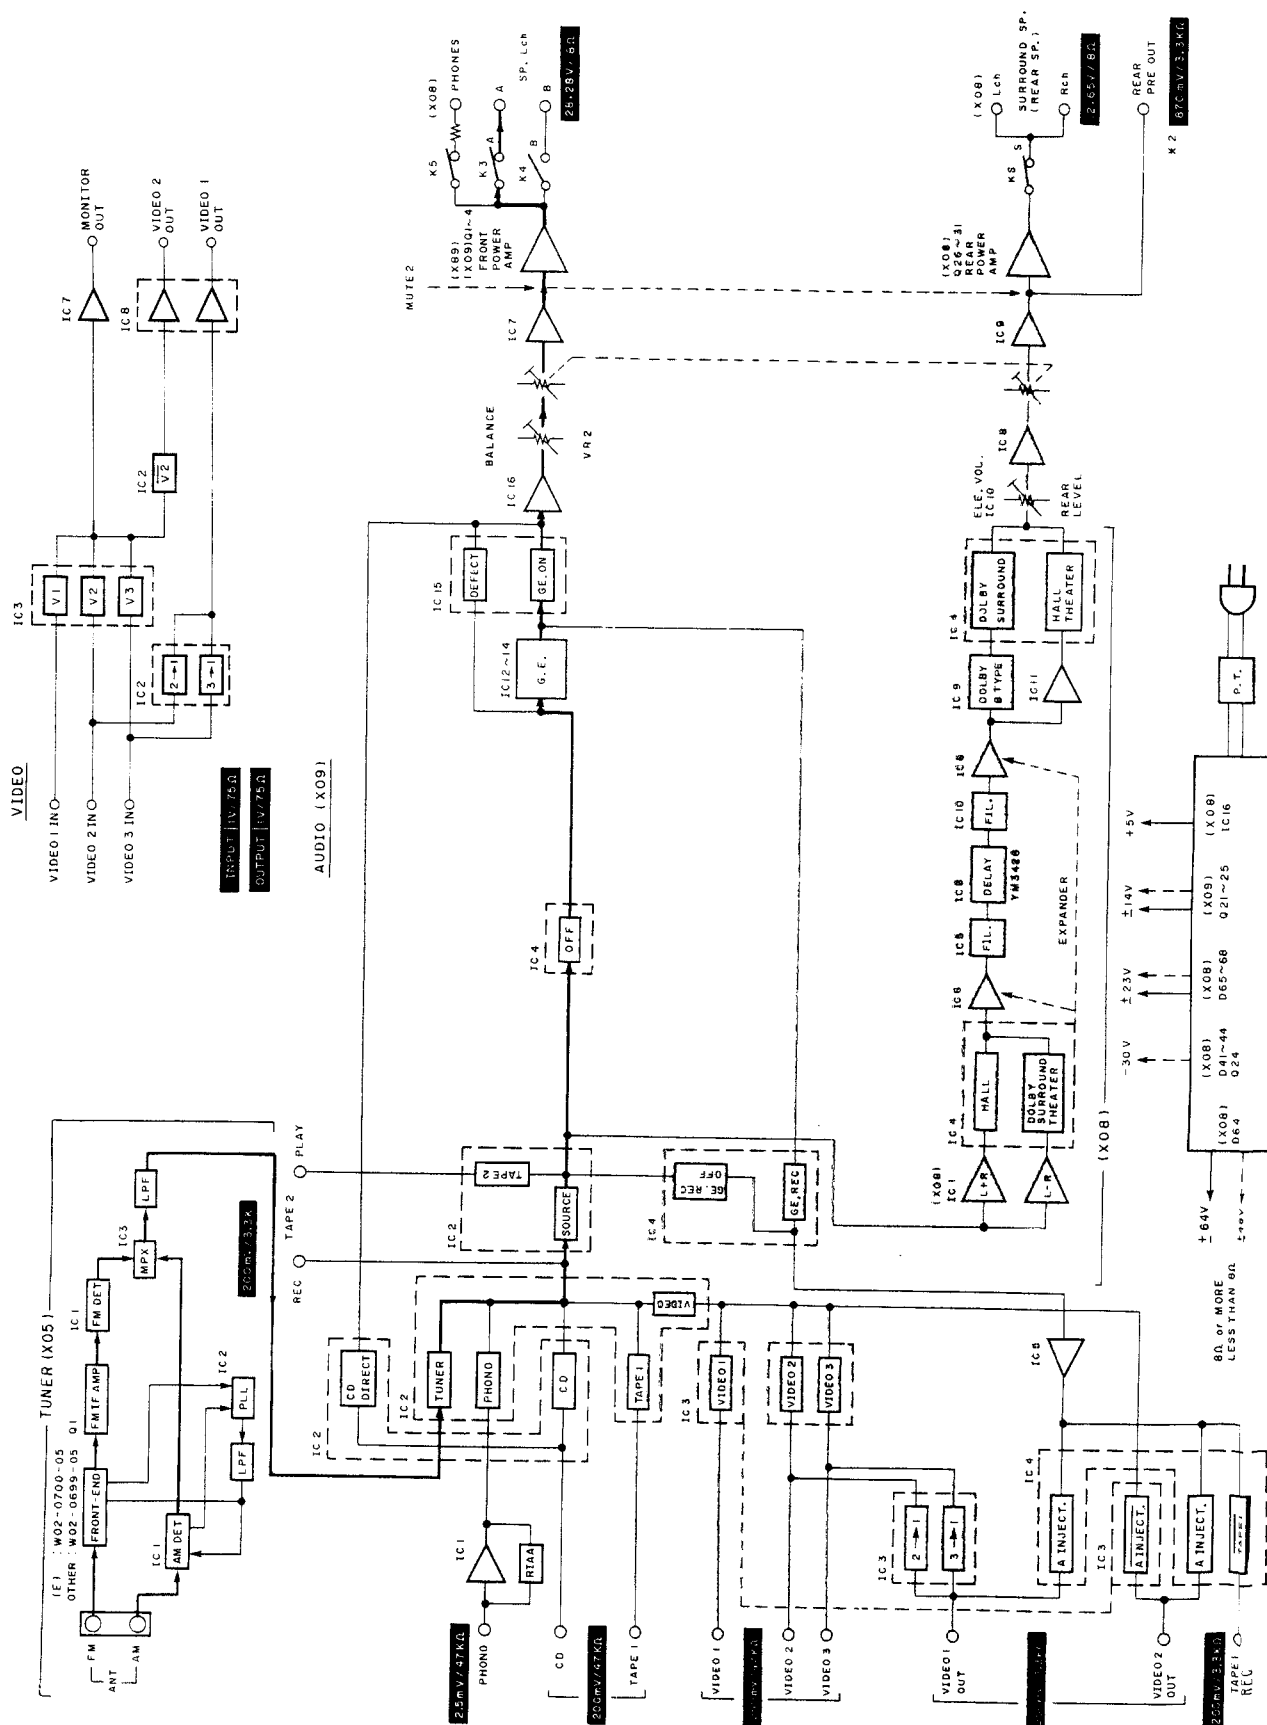 VIDEO
VIDEO 1 IN
VIDEO 2 IN
VIDEO 3 IN
IC3
V1
V2
V3
IC2
2→1
3→1
IC2
V2
IC7
IC8
MONITOR
OUT
VIDEO 2
OUT
VIDEO 1
OUT
INPUT 1V/75Ω
OUTPUT 1V/75Ω
TUNER (X05)
(E) : W02-0700-05
OTHER : W02-0699-05
FM
ANT
AM
FRONT-END
FM IF AMP
Q1
IC1
FM DET
IC3
MPX
LPF
IC2
PLL
LPF
IC1
AM DET
AUDIO (X09)
TAPE 2
REC
PLAY
2.5mV/47KΩ
PHONO
IC1
RIAA
CD
200mV/47KΩ
TAPE 1
IC2
CD
DIRECT
IC2
TUNER
PHONO
CD
TAPE 1
VIDEO
IC2
TAPE 2
SOURCE
IC4
OFF
IC4
GE.REC
OFF
GE.REC
IC12~14
G.E.
IC15
DEFECT
GE.ON
IC16
BALANCE
VR2
IC7
MUTE 2
(X89)
(X09)Q1~4
FRONT
POWER
AMP
K5
K3
A
K4
B
(X08)
PHONES
A
B
SP. Lch
28.28V/8Ω
VIDEO 1
VIDEO 2
VIDEO 3
IC3
VIDEO 1
VIDEO 2
VIDEO 3
IC3
2→1
3→1
VIDEO 1
OUT
IC5
IC4
A INJECT.
IC3
A INJECT.
A INJECT.
TAPE 1
VIDEO 2
OUT
200mV/3.3KΩ
TAPE 1
REC
(X08)
IC1
L+R
L-R
IC4
HALL
DOLBY
SURROUND
THEATER
IC6
IC5
FIL.
IC8
DELAY
YM3428
IC10
FIL.
IC6
EXPANDER
IC9
DOLBY
B TYPE
IC11
IC4
DOLBY
SURROUND
HALL
THEATER
ELE. VOL.
IC10
REAR
LEVEL
IC8
IC9
(X08)
Q26~31
REAR
POWER
AMP
KS
S
(X08)
Lch
SURROUND SP.
(REAR SP.)
Rch
2.65V/8Ω
REAR
PRE OUT
※2
870mV/3.3KΩ
(X08)
8Ω or MORE
LESS THAN 8Ω
±64V
(X08)
D64
-30V
(X08)
D41~44
Q24
±23V
(X08)
D65~68
±14V
(X09)
Q21~25
+5V
(X08)
IC16
P.T.